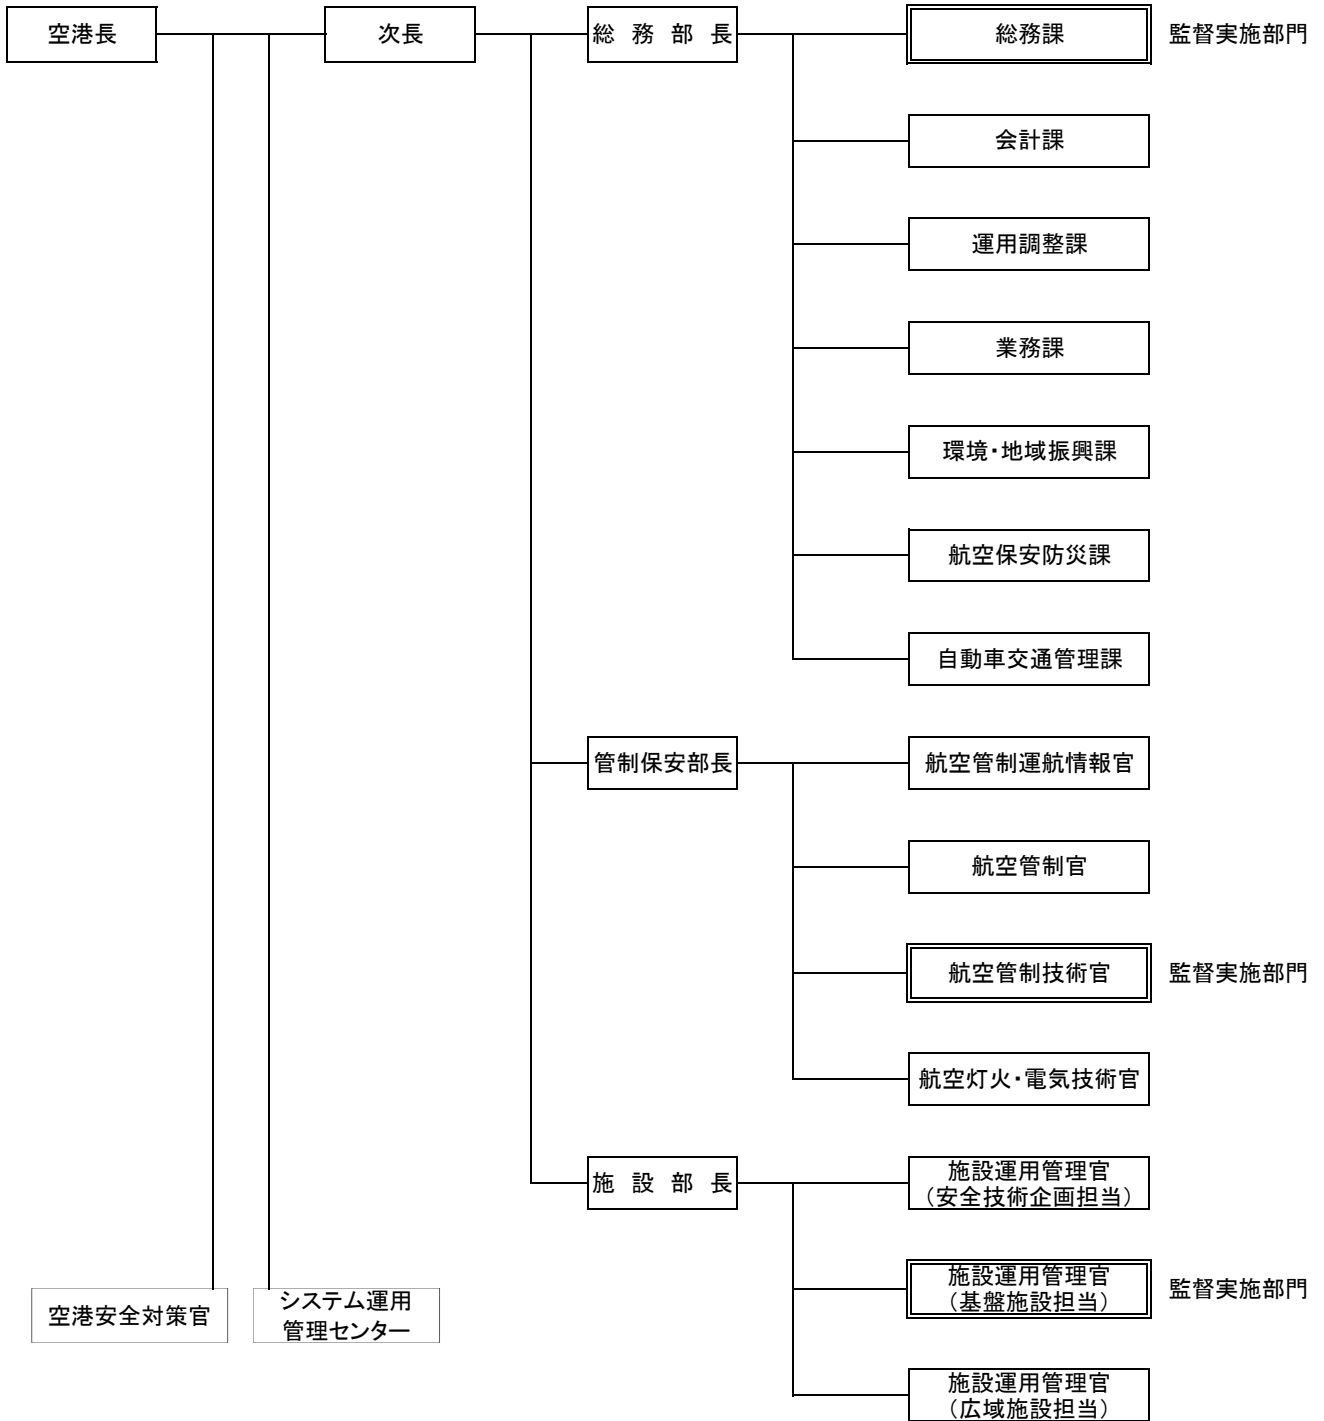 空港長
次長
総務部長
総務課
監督実施部門
会計課
運用調整課
業務課
環境・地域振興課
航空保安防災課
自動車交通管理課
管制保安部長
航空管制運航情報官
航空管制官
航空管制技術官
監督実施部門
航空灯火・電気技術官
施設部長
施設運用管理官
（安全技術企画担当）
施設運用管理官
（基盤施設担当）
監督実施部門
空港安全対策官
システム運用
管理センター
施設運用管理官
（広域施設担当）